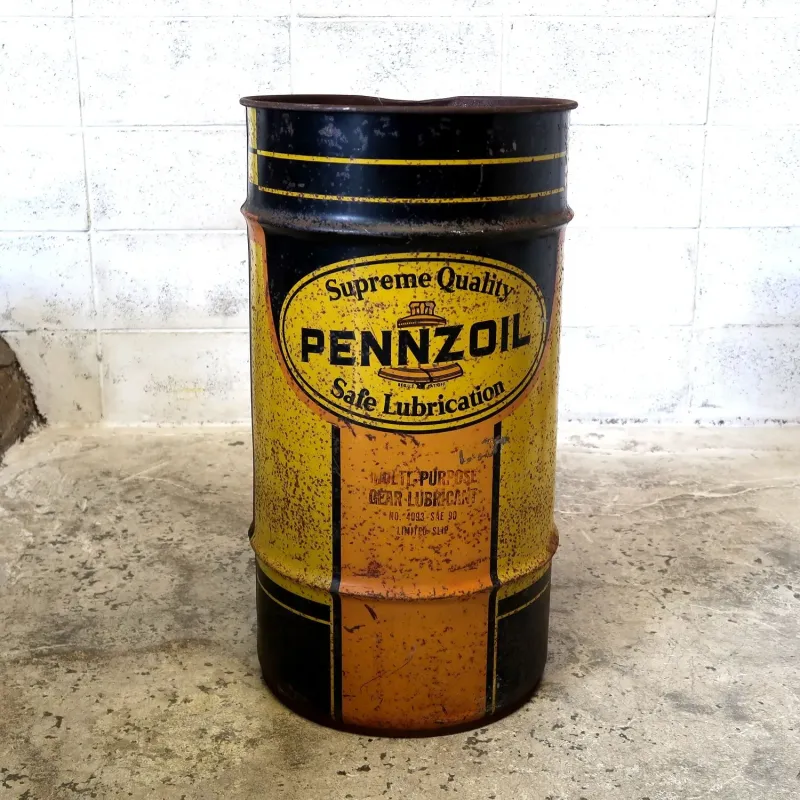 Supreme Quality
PENNZOIL
Safe Lubrication
MULTI-PURPOSE
GEAR LUBRICANT
NO. 4093-SAE 90
LIMITED SLIP